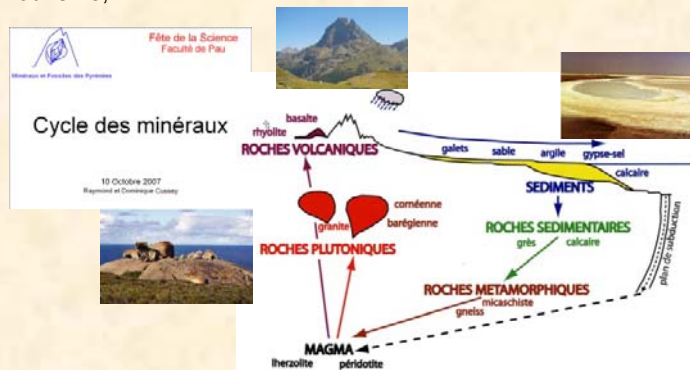 Fête de la Science
Faculté de Pau
Minéraux et Fossiles des Pyrénées
Cycle des minéraux
10 Octobre 2007
Raymond et Dominique Cussey
basalte
rhyolite
ROCHES VOLCANIQUES
galets sable argile gypse-sel
calcaire
SEDIMENTS
cornéenne
barégienne
granite
ROCHES PLUTONIQUES
ROCHES SEDIMENTAIRES
grès calcaire
plan de subduction
ROCHES METAMORPHIQUES
micaschiste
gneiss
MAGMA
lherzolite péridotite